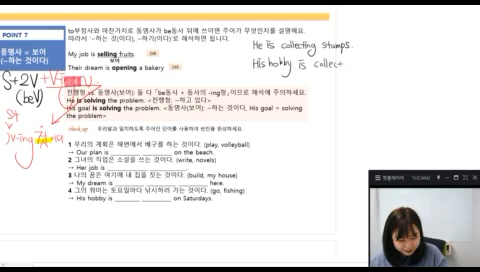 POINT 7
동명사 = 보어
(~하는 것이다)
to부정사와 마찬가지로 동명사가 be동사 뒤에 쓰이면 주어가 무엇인지를 설명해요.
따라서 '~하는 것(이다), ~하기(이다)'로 해석하면 됩니다.
My job is selling fruits. 248
보어
Their dream is opening a bakery 249
He is collecting stamps.
His hobby is collect
S+2V +V-ing
(beV)
진행형 vs. 동명사(보어): 둘 다 「be동사 + 동사의 -ing형」이므로 해석에 주의하세요.
He is solving the problem. <진행형: ~하고 있다>
His goal is solving the problem. <동명사(보어): ~하는 것이다, His goal = solving the problem>
check up 우리말과 일치하도록 주어진 단어를 사용하여 빈칸을 완성하세요.
1 우리의 계획은 해변에서 배구를 하는 것이다. (play, volleyball)
→ Our plan is on the beach.
2 그녀의 직업은 소설을 쓰는 것이다. (write, novels)
→ Her job is
3 나의 꿈은 여기에 내 집을 짓는 것이다. (build, my house)
→ My dream is here.
4 그의 취미는 토요일마다 낚시하러 가는 것이다. (go, fishing)
→ His hobby is on Saturdays.